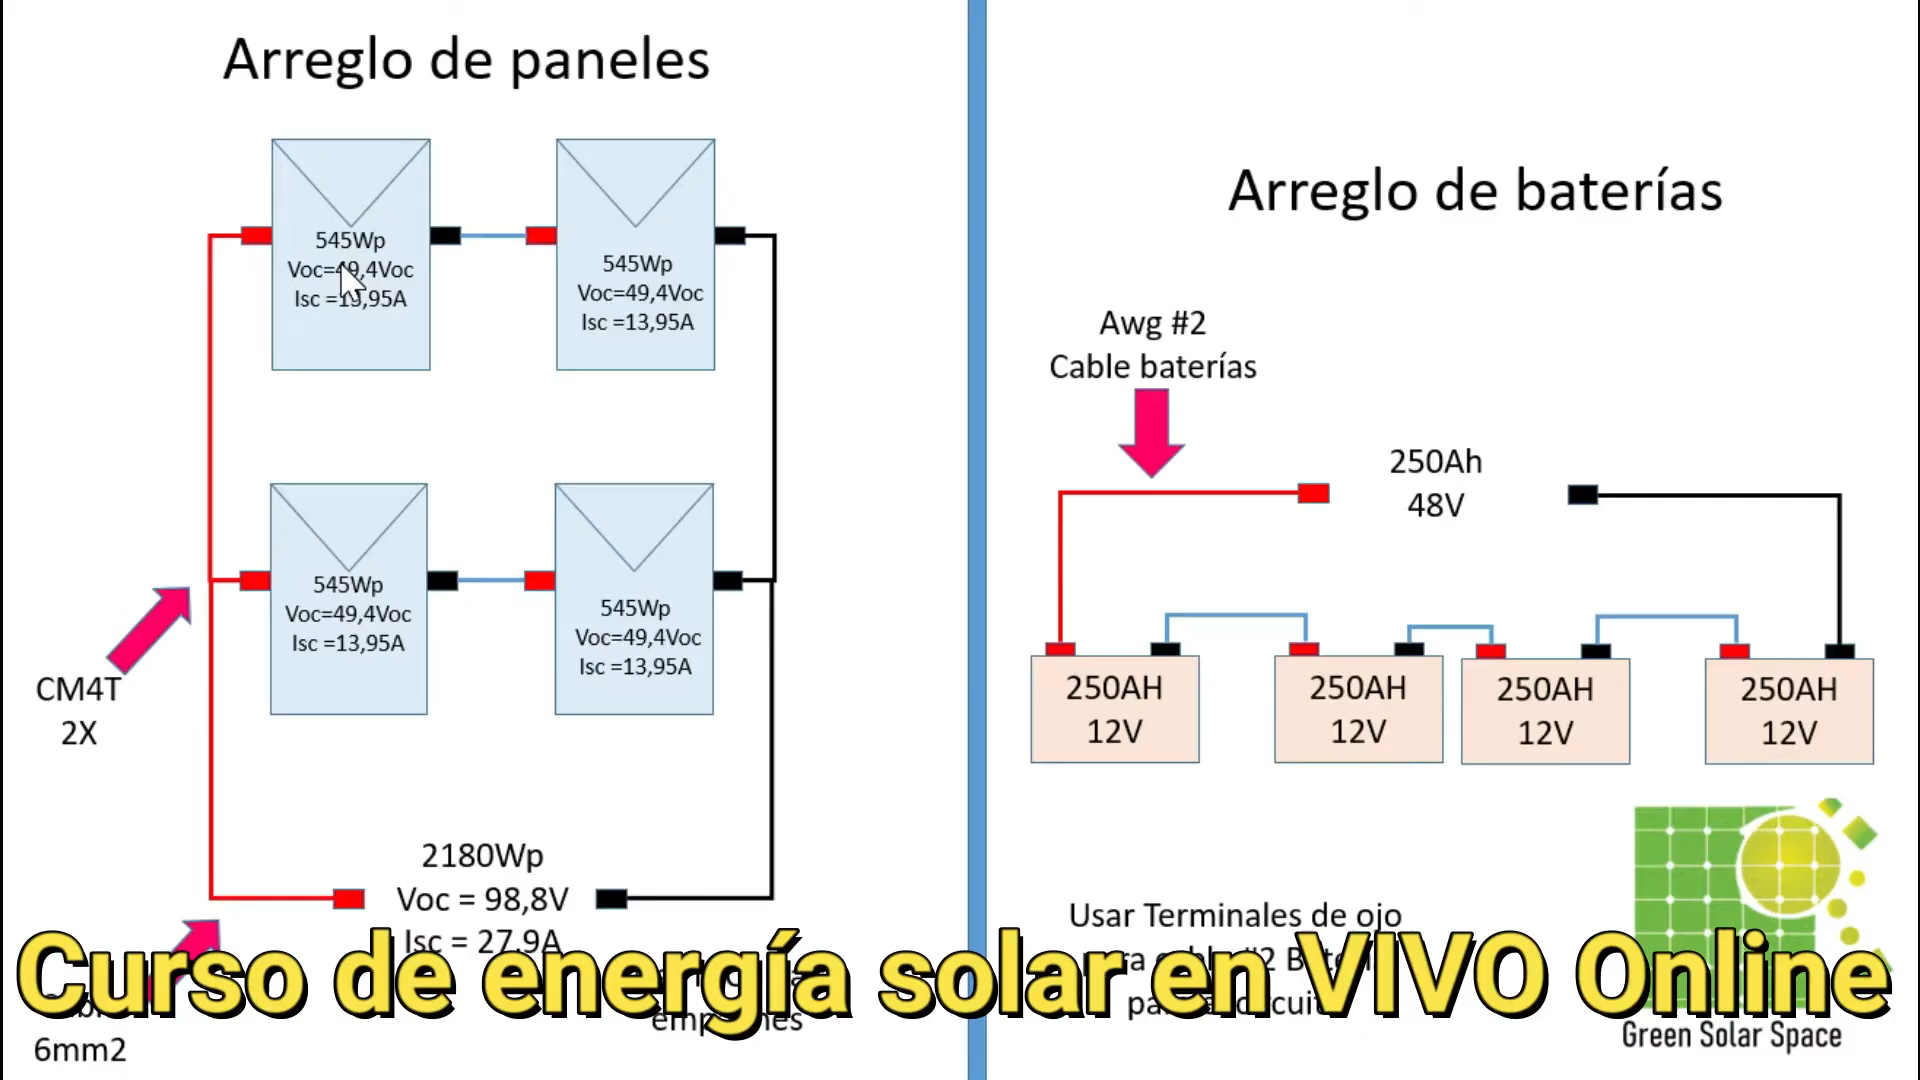 Arreglo de paneles
545Wp
Voc=49,4Voc
Isc =13,95A
545Wp
Voc=49,4Voc
Isc =13,95A
545Wp
Voc=49,4Voc
Isc =13,95A
545Wp
Voc=49,4Voc
Isc =13,95A
CM4T
2X
2180Wp
Voc = 98,8V
Isc = 27,9A
6mm2
Arreglo de baterías
Awg #2
Cable baterías
250Ah
48V
250AH
12V
250AH
12V
250AH
12V
250AH
12V
Usar Terminales de ojo
Curso de energía solar en VIVO Online
Green Solar Space